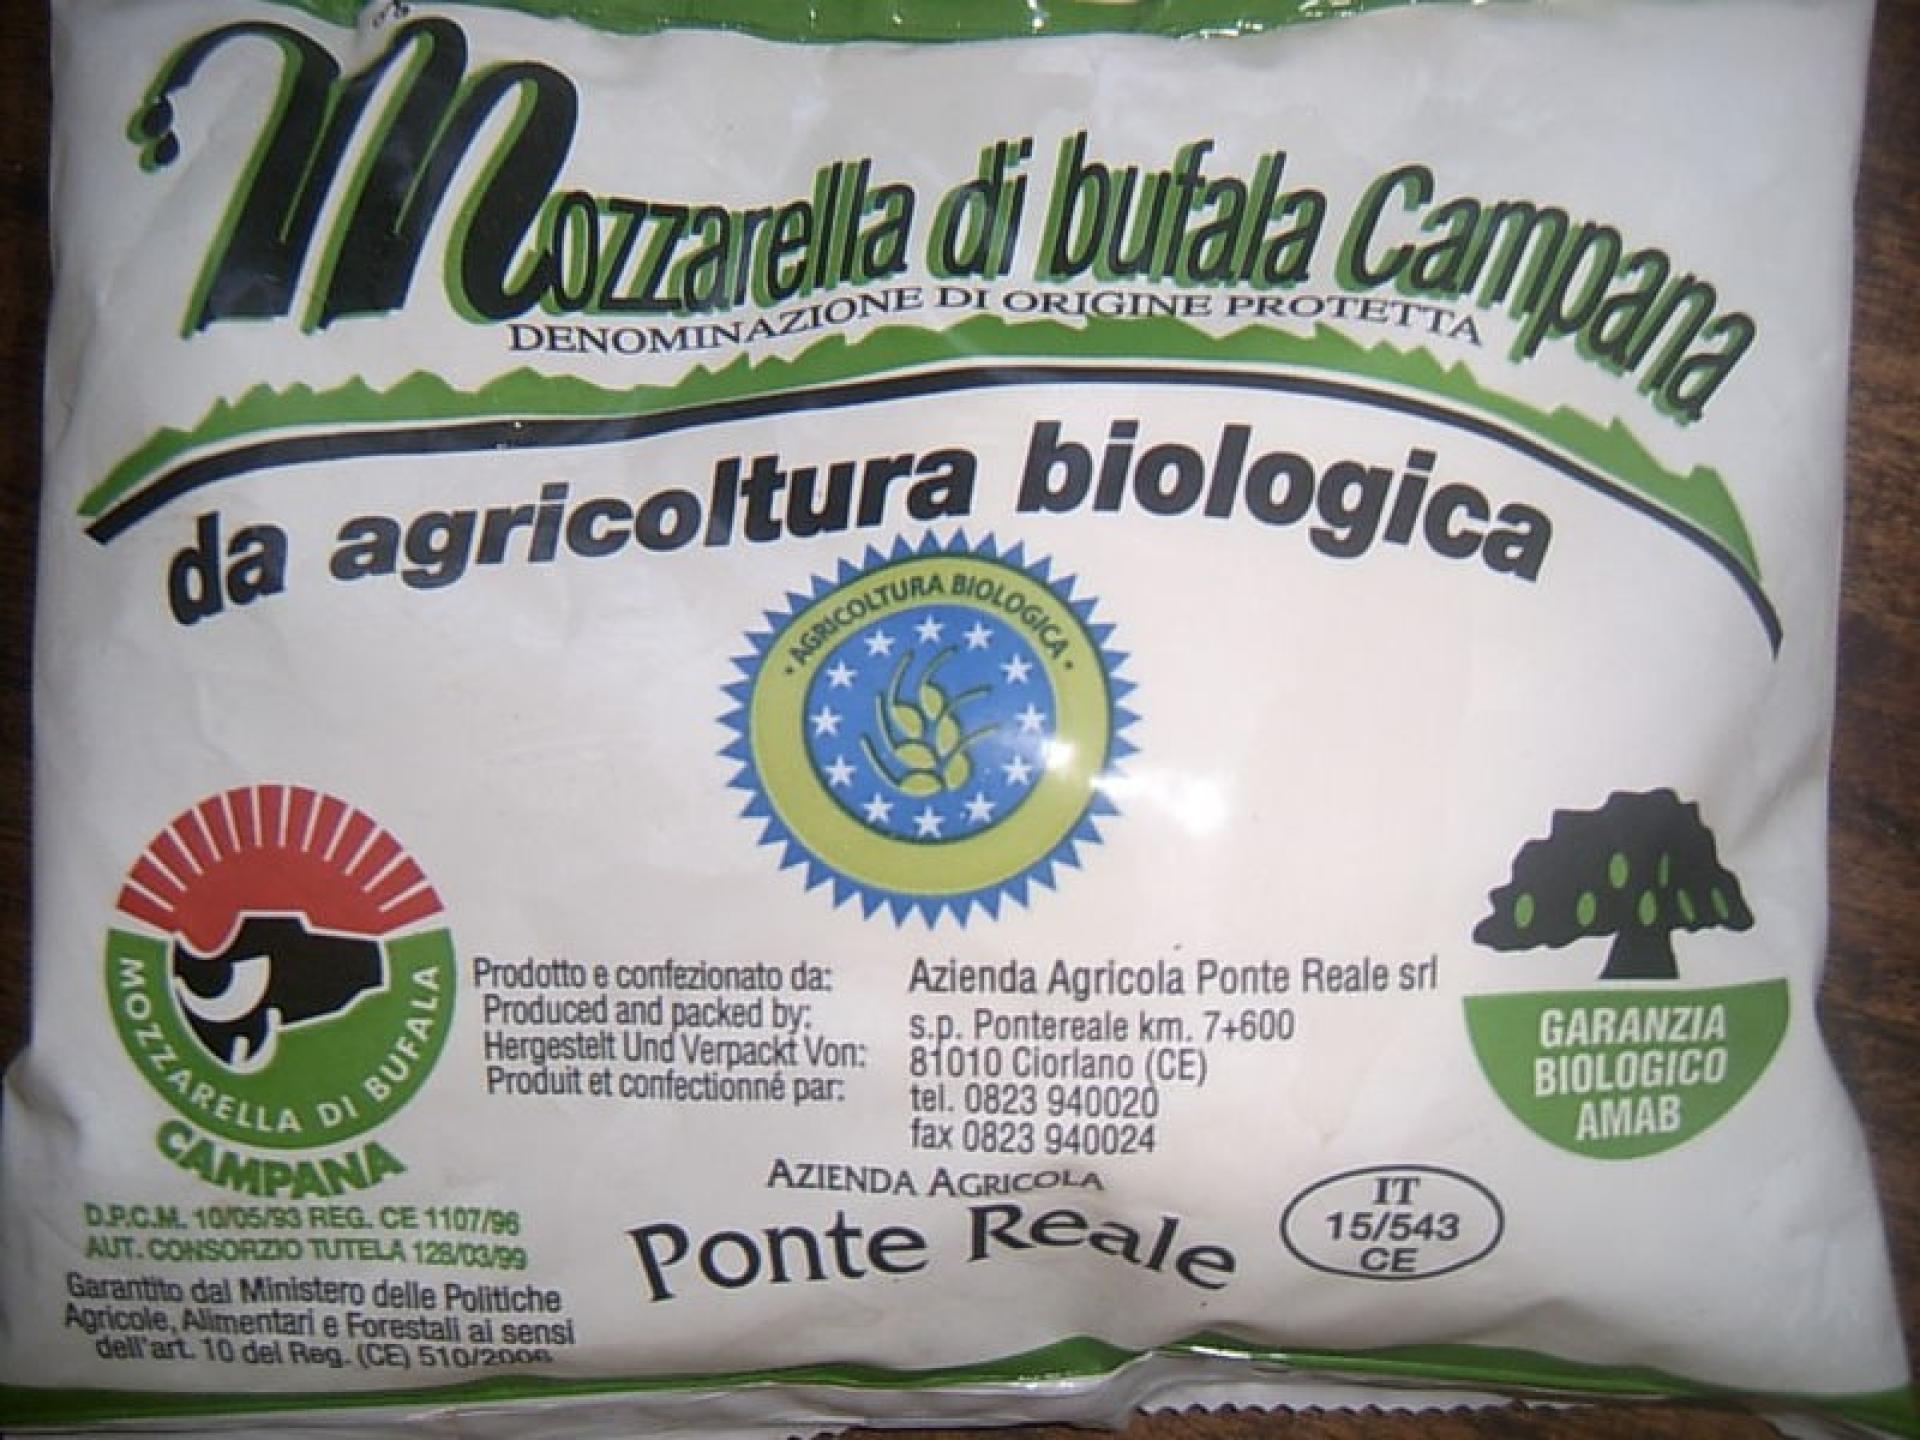 Mozzarella di bufala Campana
DENOMINAZIONE DI ORIGINE PROTETTA
da agricoltura biologica
• AGRICOLTURA BIOLOGICA •
MOZZARELLA DI BUFALA
CAMPANA
D.P.C.M. 10/05/93 REG. CE 1107/96
AUT. CONSORZIO TUTELA 128/03/99
Garantito dal Ministero delle Politiche
Agricole, Alimentari e Forestali ai sensi
dell'art. 10 del Reg. (CE) 510/2006
Prodotto e confezionato da:
Produced and packed by:
Hergestelt Und Verpackt Von:
Produit et confectionné par:
Azienda Agricola Ponte Reale srl
s.p. Pontereale km. 7+600
81010 Ciorlano (CE)
tel. 0823 940020
fax 0823 940024
AZIENDA AGRICOLA
Ponte Reale
IT
15/543
CE
GARANZIA
BIOLOGICO
AMAB